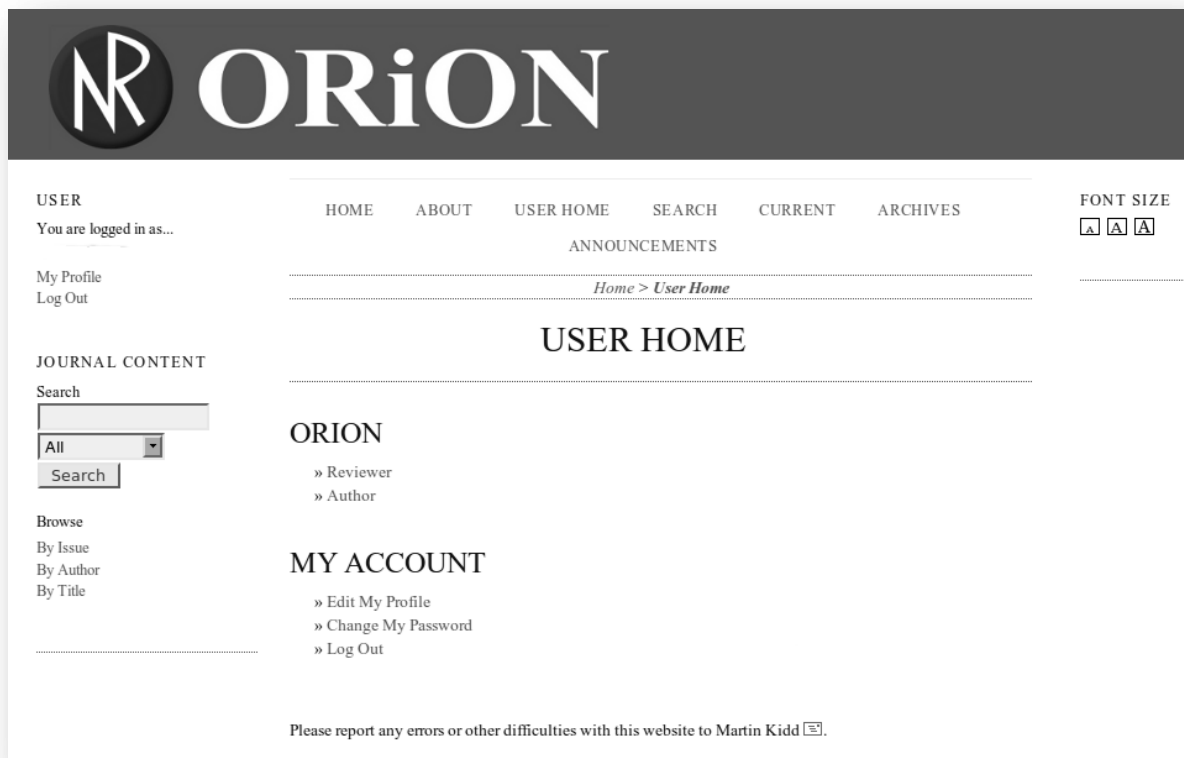 NR ORiON
USER
You are logged in as...
My Profile
Log Out
JOURNAL CONTENT
Search
All
Search
Browse
By Issue
By Author
By Title
HOME ABOUT USER HOME SEARCH CURRENT ARCHIVES
ANNOUNCEMENTS
Home > User Home
USER HOME
ORION
» Reviewer
» Author
MY ACCOUNT
» Edit My Profile
» Change My Password
» Log Out
Please report any errors or other difficulties with this website to Martin Kidd.
FONT SIZE
A A A